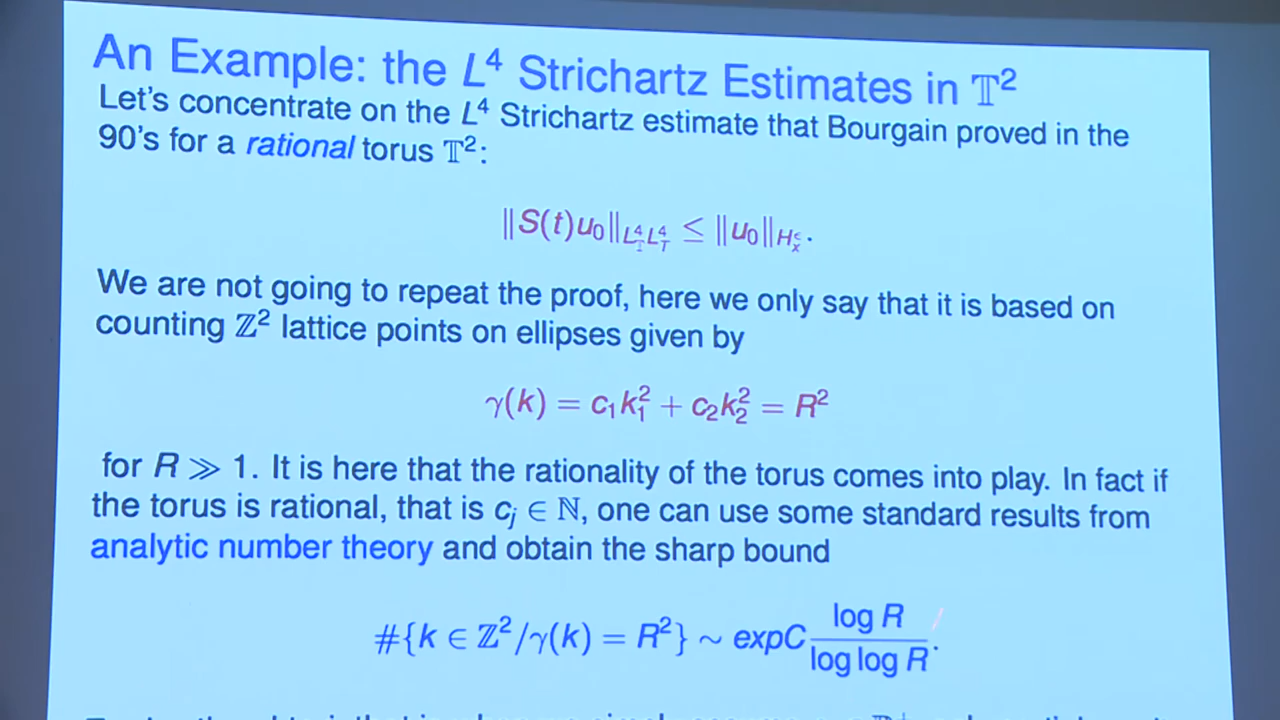 An Example: the L⁴ Strichartz Estimates in 𝕋²
Let's concentrate on the L⁴ Strichartz estimate that Bourgain proved in the
90's for a rational torus 𝕋²:
‖S(t)u₀‖_{L⁴_𝕋 L⁴_T} ≤ ‖u₀‖_{H^ε_x}.
We are not going to repeat the proof, here we only say that it is based on
counting ℤ² lattice points on ellipses given by
γ(k) = c₁k₁² + c₂k₂² = R²
for R ≫ 1. It is here that the rationality of the torus comes into play. In fact if
the torus is rational, that is c_j ∈ ℕ, one can use some standard results from
analytic number theory and obtain the sharp bound
#{k ∈ ℤ²/γ(k) = R²} ∼ expC log R / log log R.